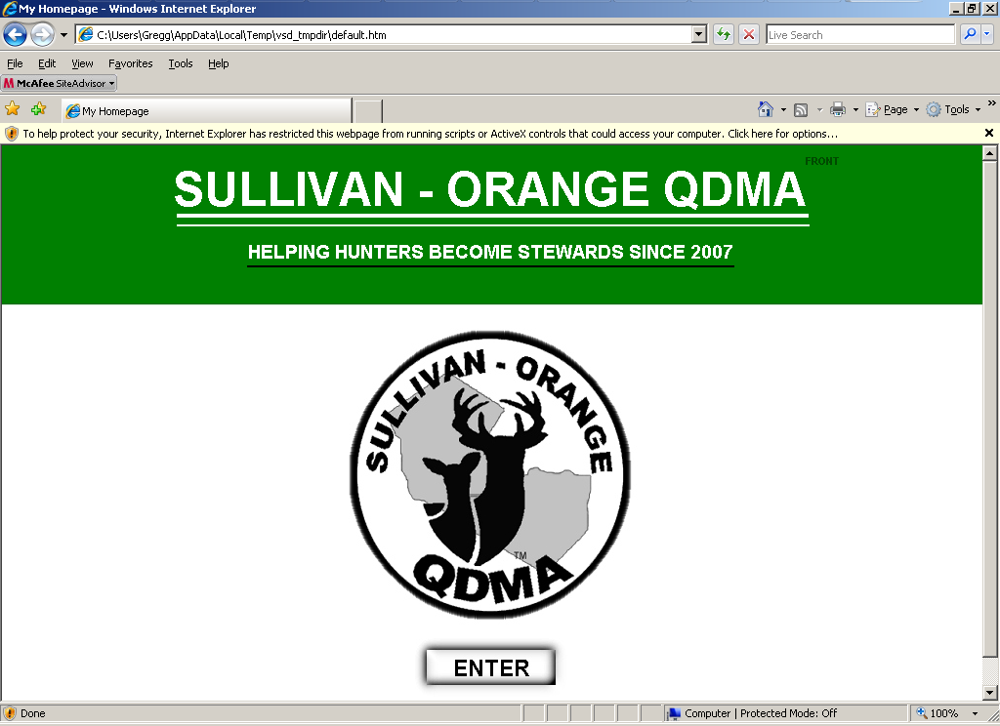 My Homepage - Windows Internet Explorer
C:\Users\Gregg\AppData\Local\Temp\vsd_tmpdir\default.htm
Live Search
File Edit View Favorites Tools Help
McAfee SiteAdvisor
My Homepage
Page Tools
To help protect your security, Internet Explorer has restricted this webpage from running scripts or ActiveX controls that could access your computer. Click here for options...
FRONT
SULLIVAN - ORANGE QDMA
HELPING HUNTERS BECOME STEWARDS SINCE 2007
SULLIVAN - ORANGE
TM
QDMA
ENTER
Done
Computer | Protected Mode: Off
100%